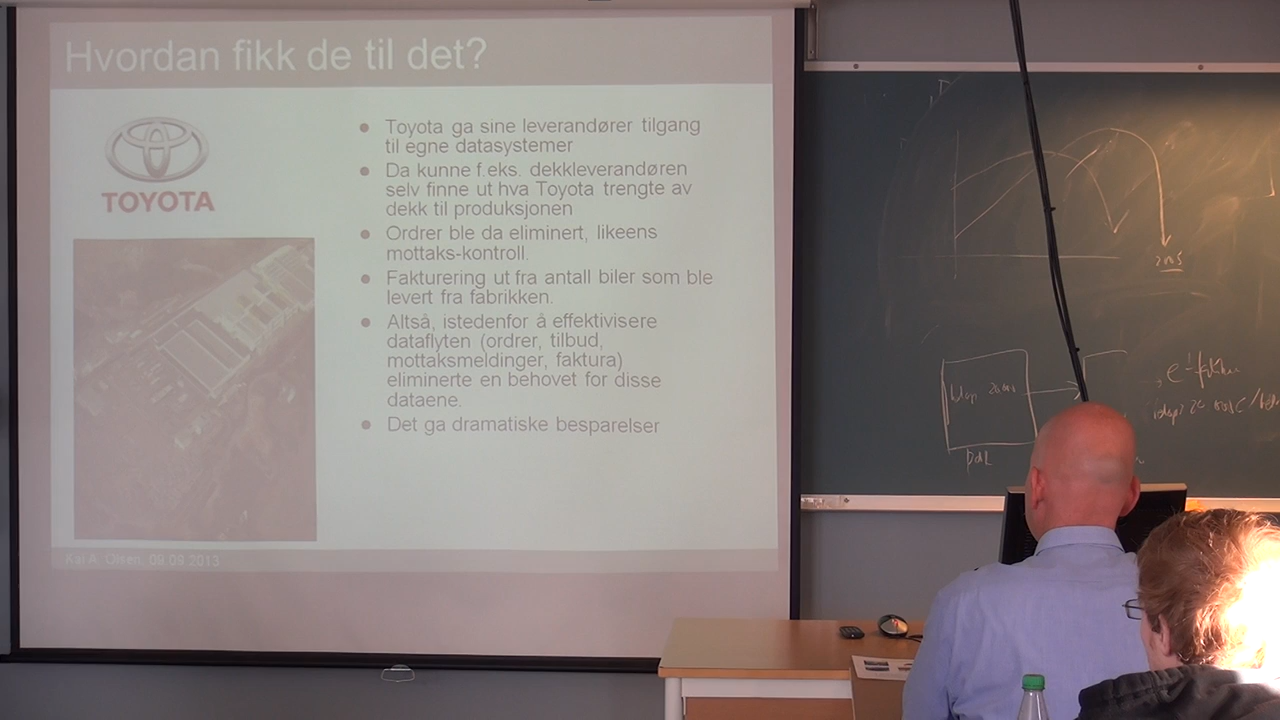 Hvordan fikk de til det?
TOYOTA
● Toyota ga sine leverandører tilgang
til egne datasystemer
● Da kunne f.eks. dekkleverandøren
selv finne ut hva Toyota trengte av
dekk til produksjonen
● Ordrer ble da eliminert, likeens
mottaks-kontroll.
● Fakturering ut fra antall biler som ble
levert fra fabrikken.
● Altså, istedenfor å effektivisere
dataflyten (ordrer, tilbud,
mottaksmeldinger, faktura)
eliminerte en behovet for disse
dataene.
● Det ga dramatiske besparelser
Kai A. Olsen, 09.09.2013